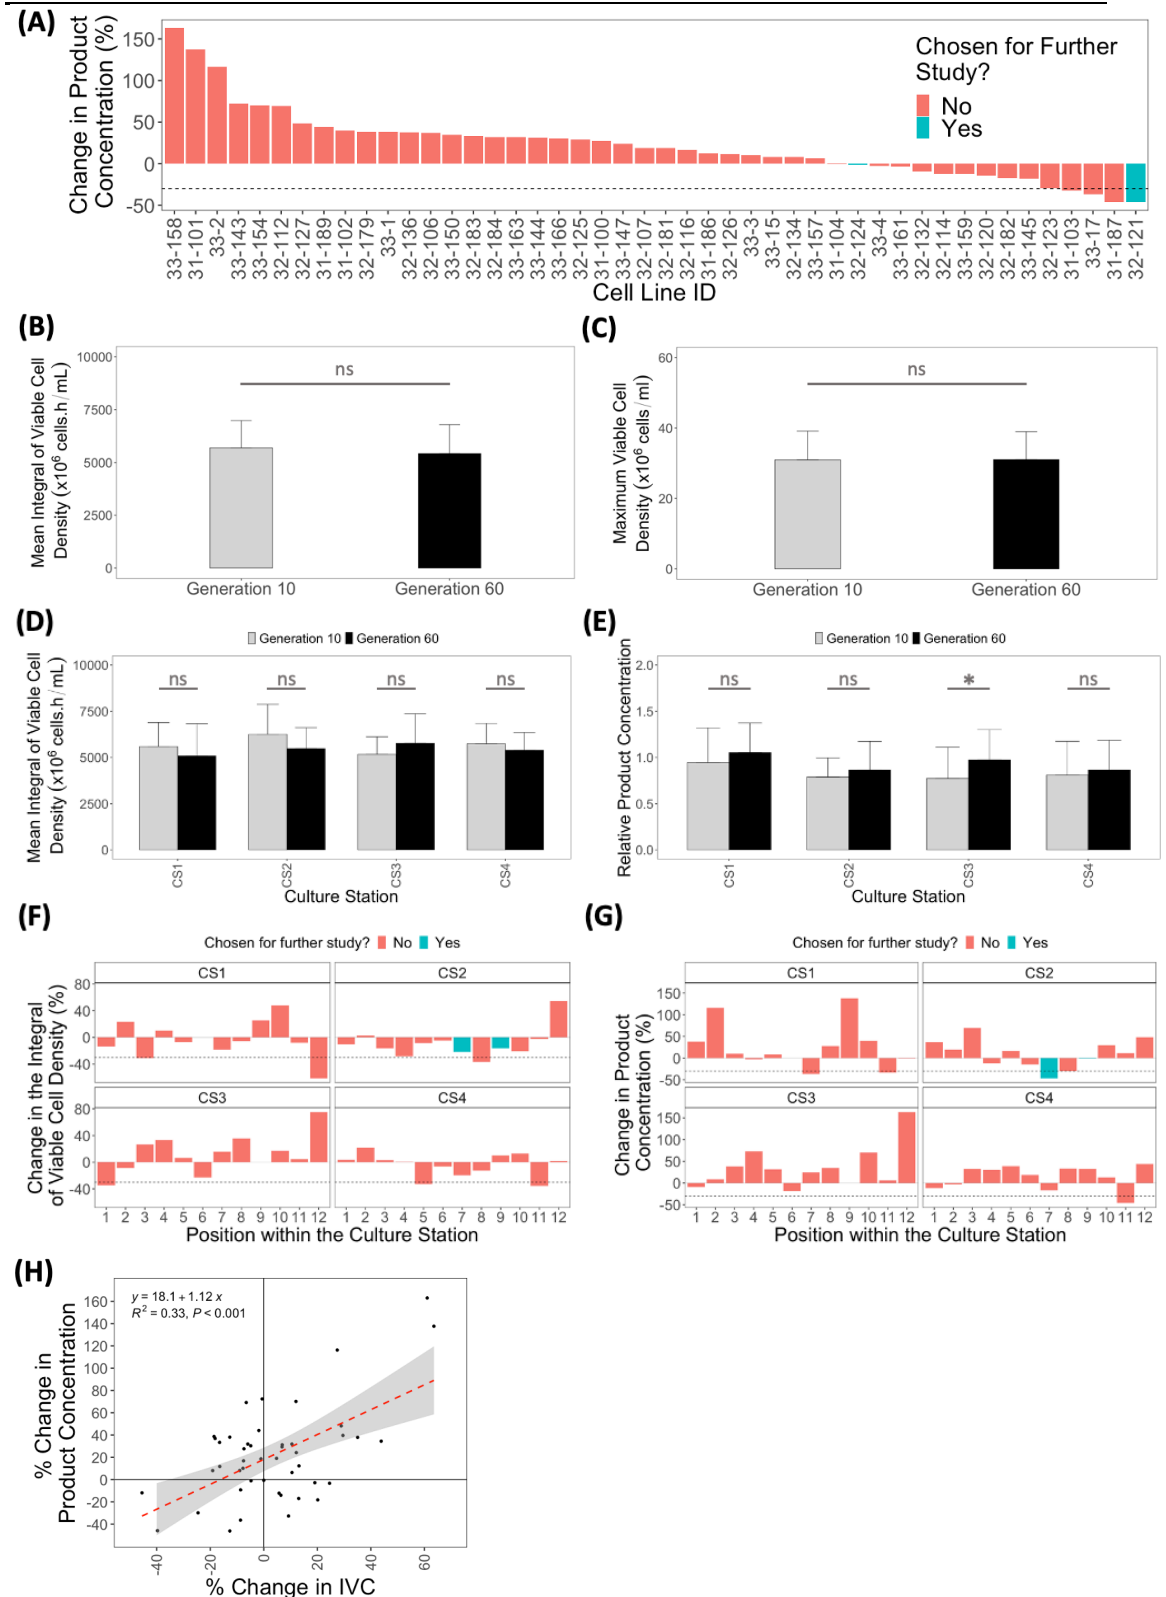 (A)
Change in Product
Concentration (%)
150
100
50
0
-50
Chosen for Further
Study?
No
Yes
33-158
31-101
33-2
33-143
33-154
32-112
32-127
31-189
31-102
32-179
33-1
32-136
32-106
33-150
32-183
32-184
33-163
33-144
33-166
32-125
31-100
33-147
32-107
32-181
32-116
31-186
32-126
33-3
33-15
32-134
33-157
31-104
32-124
33-4
33-161
32-132
32-114
33-159
32-120
32-182
33-145
32-123
31-103
33-17
31-187
32-121
Cell Line ID
(B)
Mean Integral of Viable Cell
Density (x10⁶ cells.h/mL)
10000
7500
5000
2500
0
ns
Generation 10
Generation 60
(C)
Maximum Viable Cell
Density (x10⁶ cells/ml)
60
40
20
0
ns
Generation 10
Generation 60
(D)
Generation 10
Generation 60
Mean Integral of Viable Cell
Density (x10⁶ cells.h/mL)
10000
7500
5000
2500
0
ns
ns
ns
ns
CS1
CS2
CS3
CS4
Culture Station
(E)
Generation 10
Generation 60
Relative Product Concentration
2.0
1.5
1.0
0.5
0.0
ns
ns
*
ns
CS1
CS2
CS3
CS4
Culture Station
(F)
Chosen for further study? No Yes
Change in the Integral
of Viable Cell Density (%)
CS1
CS2
80
40
0
-40
CS3
CS4
80
40
0
-40
1 2 3 4 5 6 7 8 9 10 11 12
1 2 3 4 5 6 7 8 9 10 11 12
Position within the Culture Station
(G)
Chosen for further study? No Yes
Change in Product
Concentration (%)
CS1
CS2
150
100
50
0
-50
CS3
CS4
150
100
50
0
-50
1 2 3 4 5 6 7 8 9 10 11 12
1 2 3 4 5 6 7 8 9 10 11 12
Position within the Culture Station
(H)
% Change in
Product Concentration
160
140
120
100
80
60
40
20
0
-20
-40
y = 18.1 + 1.12 x
R² = 0.33, P < 0.001
-40
-20
0
20
40
60
% Change in IVC